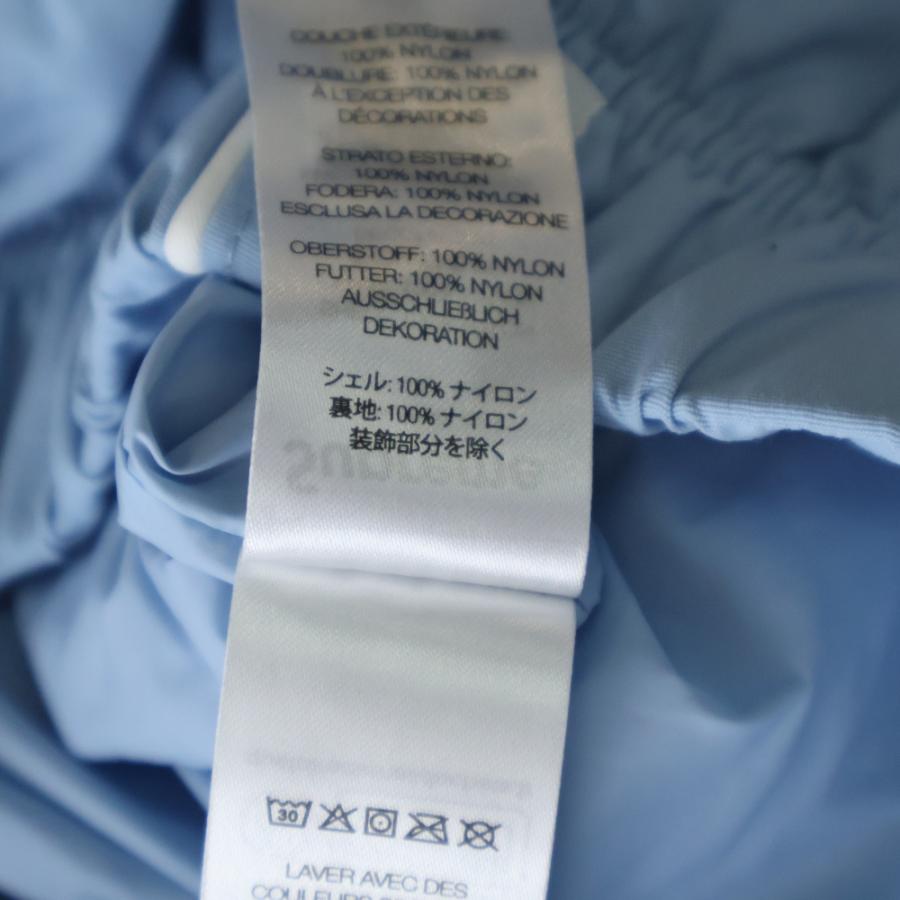 COUCHE EXTÉRIEURE:
100% NYLON
DOUBLURE: 100% NYLON
À L'EXCEPTION DES
DÉCORATIONS
STRATO ESTERNO:
100% NYLON
FODERA: 100% NYLON
ESCLUSA LA DECORAZIONE
OBERSTOFF: 100% NYLON
FUTTER: 100% NYLON
AUSSCHLIEßLICH
DEKORATION
シェル: 100% ナイロン
裏地: 100% ナイロン
装飾部分を除く
Supreme
30
LAVER AVEC DES
COULEURS